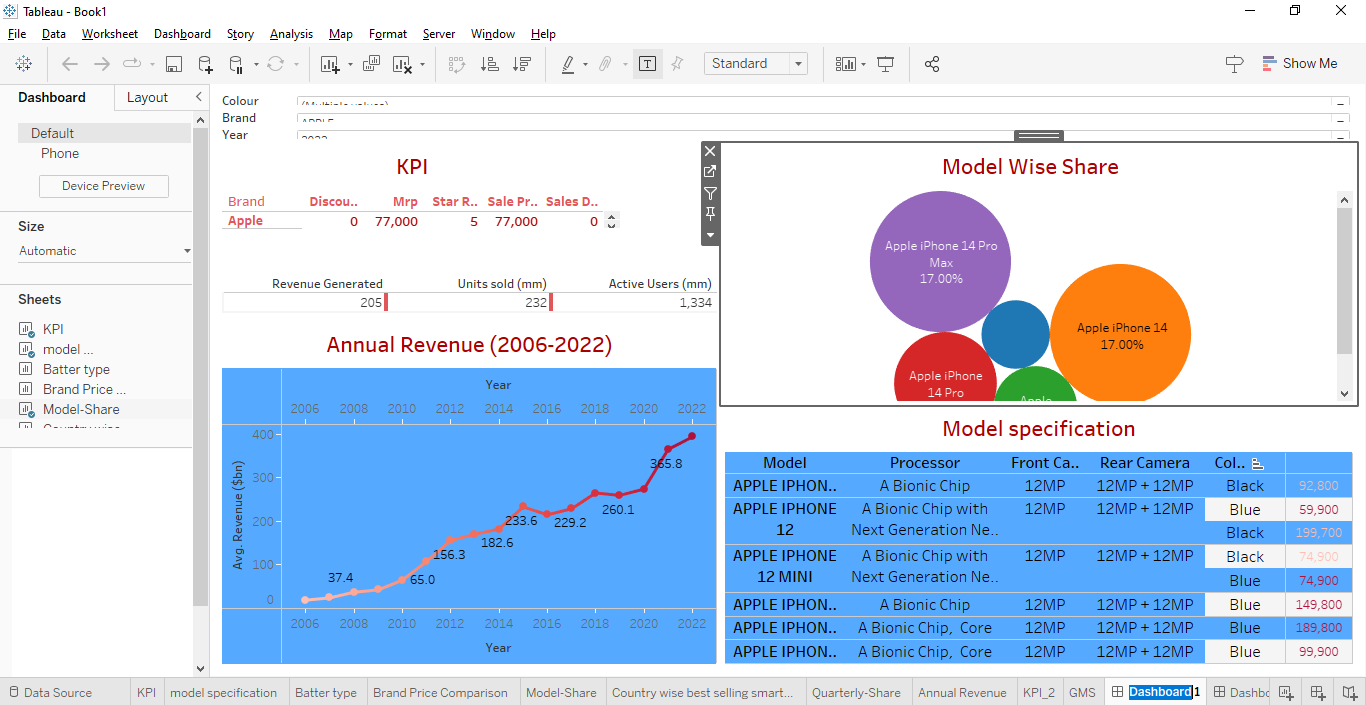 Tableau - Book1
File Data Worksheet Dashboard Story Analysis Map Format Server Window Help
Standard
Show Me
Dashboard Layout
Default
Phone
Device Preview
Size
Automatic
Sheets
KPI
model ...
Batter type
Brand Price ...
Model-Share
Colour
Brand
Year
KPI
Brand Discou.. Mrp Star R.. Sale Pr.. Sales D..
Apple 0 77,000 5 77,000 0
Revenue Generated Units sold (mm) Active Users (mm)
205 232 1,334
Annual Revenue (2006-2022)
Year
2006 2008 2010 2012 2014 2016 2018 2020 2022
Avg. Revenue ($bn)
400
300
200
100
0
37.4
65.0
156.3
182.6
233.6
229.2
260.1
365.8
2006 2008 2010 2012 2014 2016 2018 2020 2022
Year
Model Wise Share
Apple iPhone 14 Pro
Max
17.00%
Apple iPhone 14
17.00%
Apple iPhone
14 Pro
Apple
Model specification
Model Processor Front Ca.. Rear Camera Col..
APPLE IPHON.. A Bionic Chip 12MP 12MP + 12MP Black 92,800
APPLE IPHONE A Bionic Chip with 12MP 12MP + 12MP Blue 59,900
12 Next Generation Ne.. Black 199,700
APPLE IPHONE A Bionic Chip with 12MP 12MP + 12MP Black 74,900
12 MINI Next Generation Ne.. Blue 74,900
APPLE IPHON.. A Bionic Chip 12MP 12MP + 12MP Blue 149,800
APPLE IPHON.. A Bionic Chip, Core 12MP 12MP + 12MP Blue 189,800
APPLE IPHON.. A Bionic Chip, Core 12MP 12MP + 12MP Blue 99,900
Data Source KPI model specification Batter type Brand Price Comparison Model-Share Country wise best selling smart... Quarterly-Share Annual Revenue KPI_2 GMS Dashboard 1 Dashbo